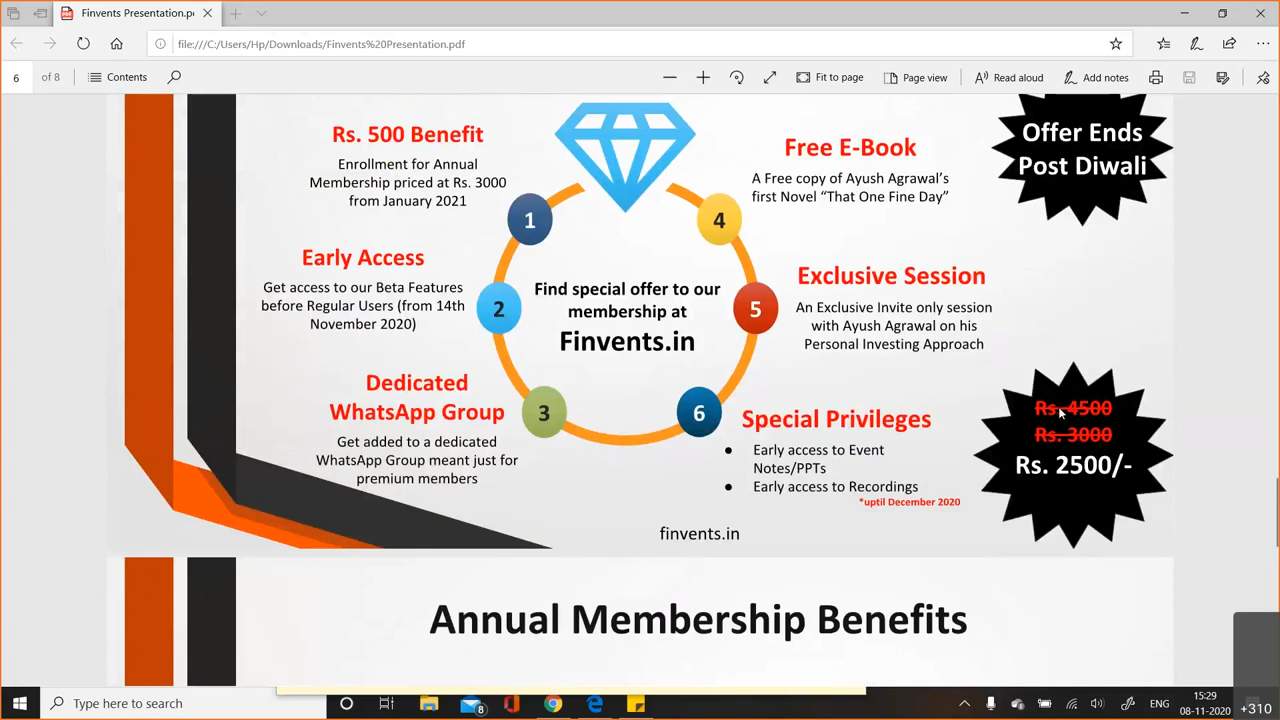 Finvents Presentation.pd
file:///C:/Users/Hp/Downloads/Finvents%20Presentation.pdf
6 of 8 Contents Fit to page Page view Read aloud Add notes
Rs. 500 Benefit
Enrollment for Annual
Membership priced at Rs. 3000
from January 2021
1
Early Access
Get access to our Beta Features
before Regular Users (from 14th
November 2020)
2
Dedicated
WhatsApp Group
Get added to a dedicated
WhatsApp Group meant just for
premium members
3
Find special offer to our
membership at
Finvents.in
Free E-Book
A Free copy of Ayush Agrawal’s
first Novel “That One Fine Day”
4
Exclusive Session
An Exclusive Invite only session
with Ayush Agrawal on his
Personal Investing Approach
5
Special Privileges
● Early access to Event
Notes/PPTs
● Early access to Recordings
*uptil December 2020
6
Offer Ends
Post Diwali
Rs. 4500
Rs. 3000
Rs. 2500/-
finvents.in
Annual Membership Benefits
Type here to search
8
ENG
15:29
08-11-2020
+310